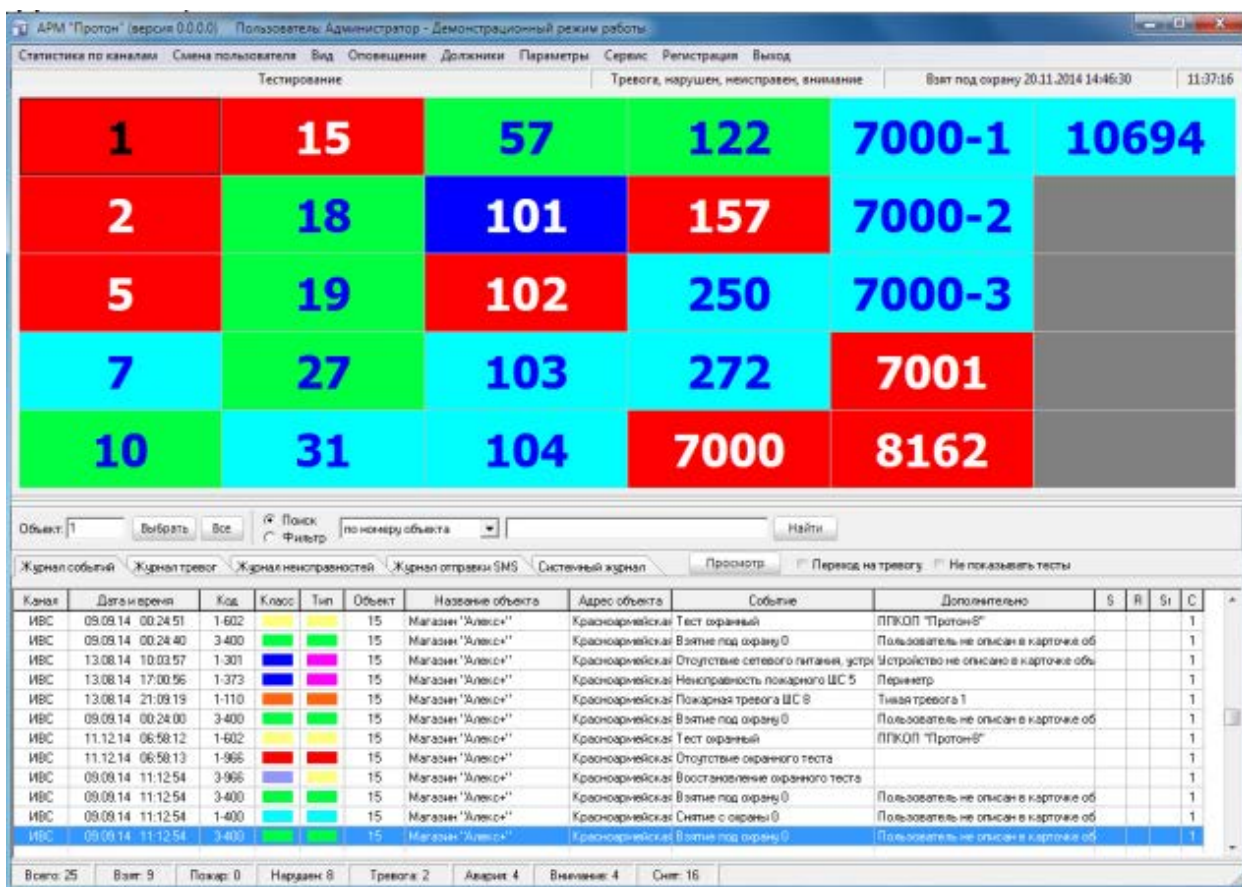 АРМ "Протон" (версия 0.0.0.0) Пользователь: Администратор - Демонстрационный режим работы
Статистика по каналам Смена пользователя Вид Оповещение Должники Параметры Сервис Регистрация Выход
Тестирование Тревога, нарушен, неисправен, внимание Взят под охрану 20.11.2014 14:46:30 11:37:16
1 15 57 122 7000-1 10694
2 18 101 157 7000-2
5 19 102 250 7000-3
7 27 103 272 7001
10 31 104 7000 8162
Объект: 1 Выбрать Все Поиск по номеру объекта Найти
Фильтр
Журнал событий Журнал тревог Журнал неисправностей Журнал отправки SMS Системный журнал Просмотр Переход на тревогу Не показывать тесты
Канал Дата и время Код Класс Тип Объект Название объекта Адрес объекта Событие Дополнительно S R Sr C
ИВС 09.09.14 00:24:51 1-602 15 Магазин "Алекс+" Красноармейская Тест охранный ППКОП "Протон-8" 1
ИВС 09.09.14 00:24:40 3-400 15 Магазин "Алекс+" Красноармейская Взятие под охрану 0 Пользователь не описан в карточке об 1
ИВС 13.08.14 10:03:57 1-301 15 Магазин "Алекс+" Красноармейская Отсутствие сетевого питания, устр Устройство не описано в карточке объ 1
ИВС 13.08.14 17:00:56 1-373 15 Магазин "Алекс+" Красноармейская Неисправность пожарного ШС 5 Периметр 1
ИВС 13.08.14 21:09:19 1-110 15 Магазин "Алекс+" Красноармейская Пожарная тревога ШС 8 Тихая тревога 1 1
ИВС 09.09.14 00:24:00 3-400 15 Магазин "Алекс+" Красноармейская Взятие под охрану 0 Пользователь не описан в карточке об 1
ИВС 11.12.14 06:58:12 1-602 15 Магазин "Алекс+" Красноармейская Тест охранный ППКОП "Протон-8" 1
ИВС 11.12.14 06:58:13 1-966 15 Магазин "Алекс+" Красноармейская Отсутствие охранного теста 1
ИВС 09.09.14 11:12:54 3-966 15 Магазин "Алекс+" Красноармейская Восстановление охранного теста 1
ИВС 09.09.14 11:12:54 3-400 15 Магазин "Алекс+" Красноармейская Взятие под охрану 0 Пользователь не описан в карточке об 1
ИВС 09.09.14 11:12:54 1-400 15 Магазин "Алекс+" Красноармейская Снятие с охраны 0 Пользователь не описан в карточке об 1
ИВС 09.09.14 11:12:54 3-400 15 Магазин "Алекс+" Красноармейская Взятие под охрану 0 Пользователь не описан в карточке об 1
Всего: 25 Взят: 9 Пожар: 0 Нарушен: 8 Тревога: 2 Авария: 4 Внимание: 4 Снят: 16